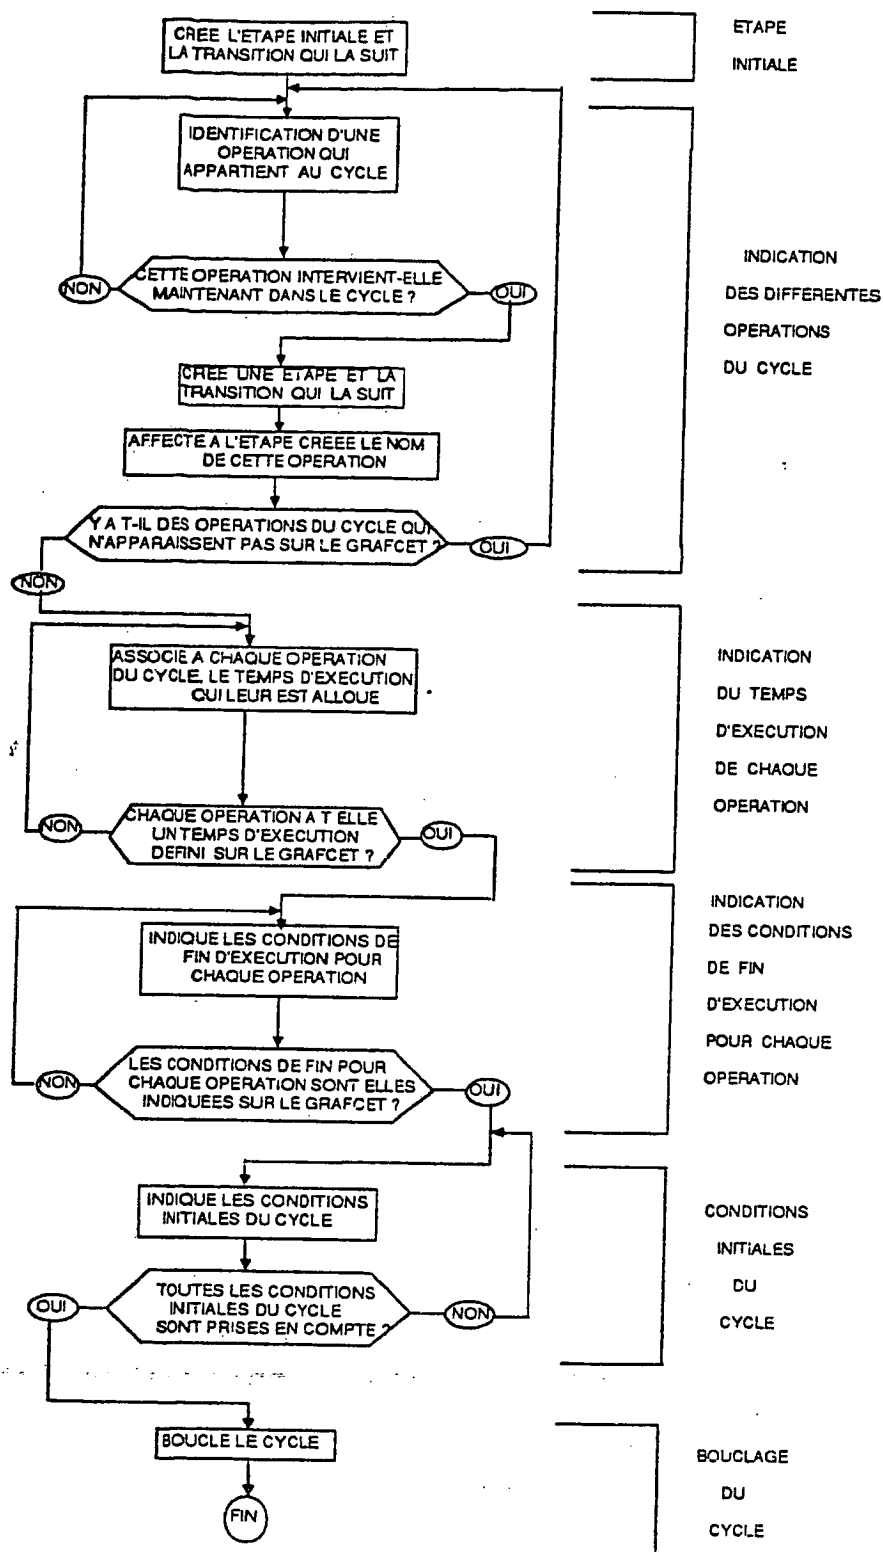 CREE L'ETAPE INITIALE ET
LA TRANSITION QUI LA SUIT
ETAPE
INITIALE
IDENTIFICATION D'UNE
OPERATION QUI
APPARTIENT AU CYCLE
CETTE OPERATION INTERVIENT-ELLE
MAINTENANT DANS LE CYCLE ?
NON
OUI
INDICATION
DES DIFFERENTES
OPERATIONS
DU CYCLE
CREE UNE ETAPE ET LA
TRANSITION QUI LA SUIT
AFFECTE A L'ETAPE CREEE LE NOM
DE CETTE OPERATION
Y A T-IL DES OPERATIONS DU CYCLE QUI
N'APPARAISSENT PAS SUR LE GRAFCET ?
OUI
NON
ASSOCIE A CHAQUE OPERATION
DU CYCLE, LE TEMPS D'EXECUTION
QUI LEUR EST ALLOUE
INDICATION
DU TEMPS
D'EXECUTION
DE CHAQUE
OPERATION
CHAQUE OPERATION A T ELLE
UN TEMPS D'EXECUTION
DEFINI SUR LE GRAFCET ?
NON
OUI
INDIQUE LES CONDITIONS DE
FIN D'EXECUTION POUR
CHAQUE OPERATION
INDICATION
DES CONDITIONS
DE FIN
D'EXECUTION
POUR CHAQUE
OPERATION
LES CONDITIONS DE FIN POUR
CHAQUE OPERATION SONT ELLES
INDIQUEES SUR LE GRAFCET ?
NON
OUI
INDIQUE LES CONDITIONS
INITIALES DU CYCLE
CONDITIONS
INITIALES
DU
CYCLE
TOUTES LES CONDITIONS
INITIALES DU CYCLE
SONT PRISES EN COMPTE ?
OUI
NON
BOUCLE LE CYCLE
FIN
BOUCLAGE
DU
CYCLE